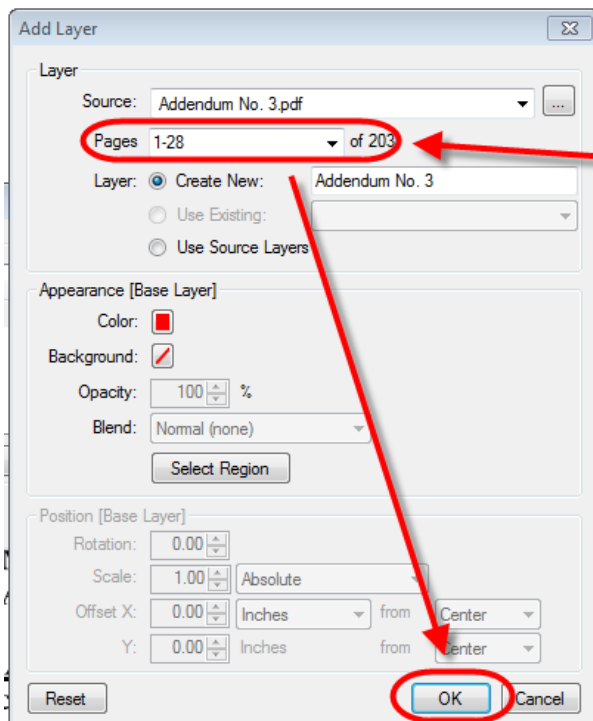 Add Layer
Layer
Source: Addendum No. 3.pdf ...
Pages 1-28 of 203
Layer: Create New: Addendum No. 3
Use Existing:
Use Source Layers
Appearance [Base Layer]
Color:
Background:
Opacity: 100 %
Blend: Normal (none)
Select Region
Position [Base Layer]
Rotation: 0.00
Scale: 1.00 Absolute
Offset X: 0.00 Inches from Center
Y: 0.00 Inches from Center
Reset OK Cancel